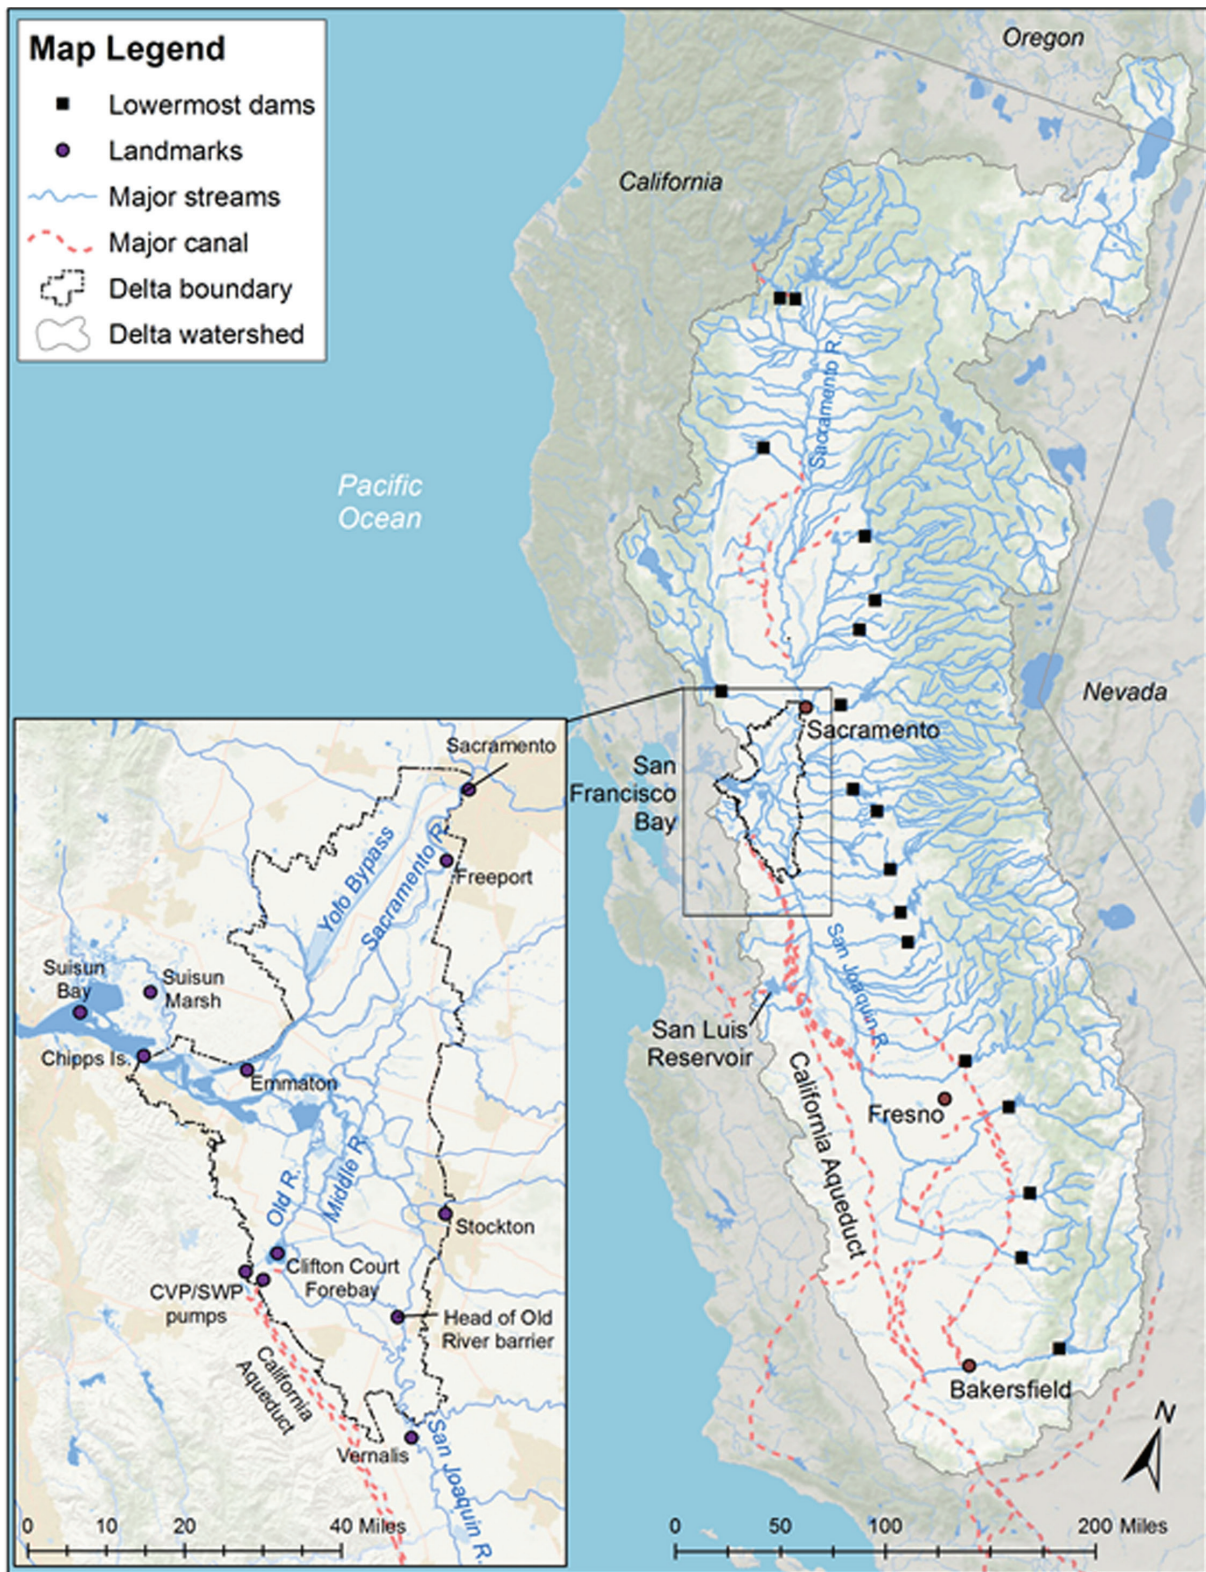 Map Legend
Lowermost dams
Landmarks
Major streams
Major canal
Delta boundary
Delta watershed
Oregon
California
Sacramento R.
Pacific
Ocean
Nevada
Sacramento
San
Francisco
Bay
San Joaquin R.
San Luis
Reservoir
California Aqueduct
Fresno
Bakersfield
N
0 50 100 200 Miles
Sacramento
Yolo Bypass
Sacramento R.
Freeport
Suisun
Bay
Suisun
Marsh
Chipps Is.
Emmaton
Old R.
Middle R.
Stockton
Clifton Court
Forebay
CVP/SWP
pumps
Head of Old
River barrier
California
Aqueduct
Vernalis
San Joaquin R.
0 10 20 40 Miles